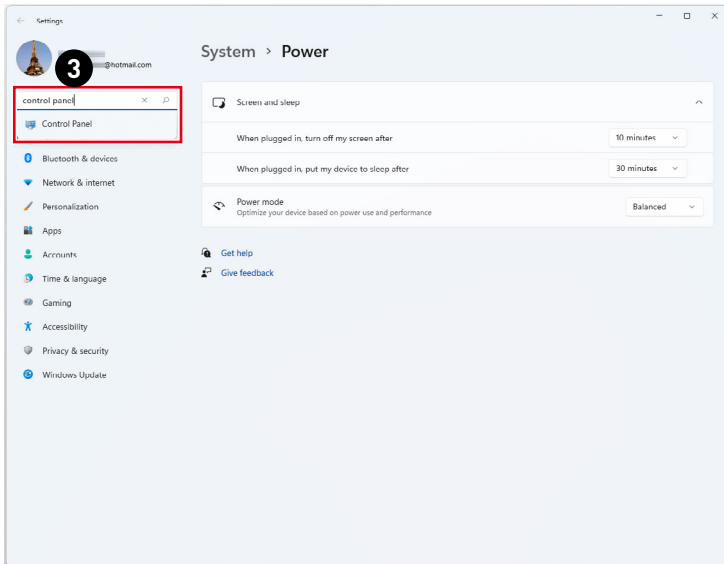 Settings
3
@hotmail.com
control panel
Control Panel
Bluetooth & devices
Network & internet
Personalization
Apps
Accounts
Time & language
Gaming
Accessibility
Privacy & security
Windows Update
System > Power
Screen and sleep
When plugged in, turn off my screen after 10 minutes
When plugged in, put my device to sleep after 30 minutes
Power mode
Optimize your device based on power use and performance
Balanced
Get help
Give feedback